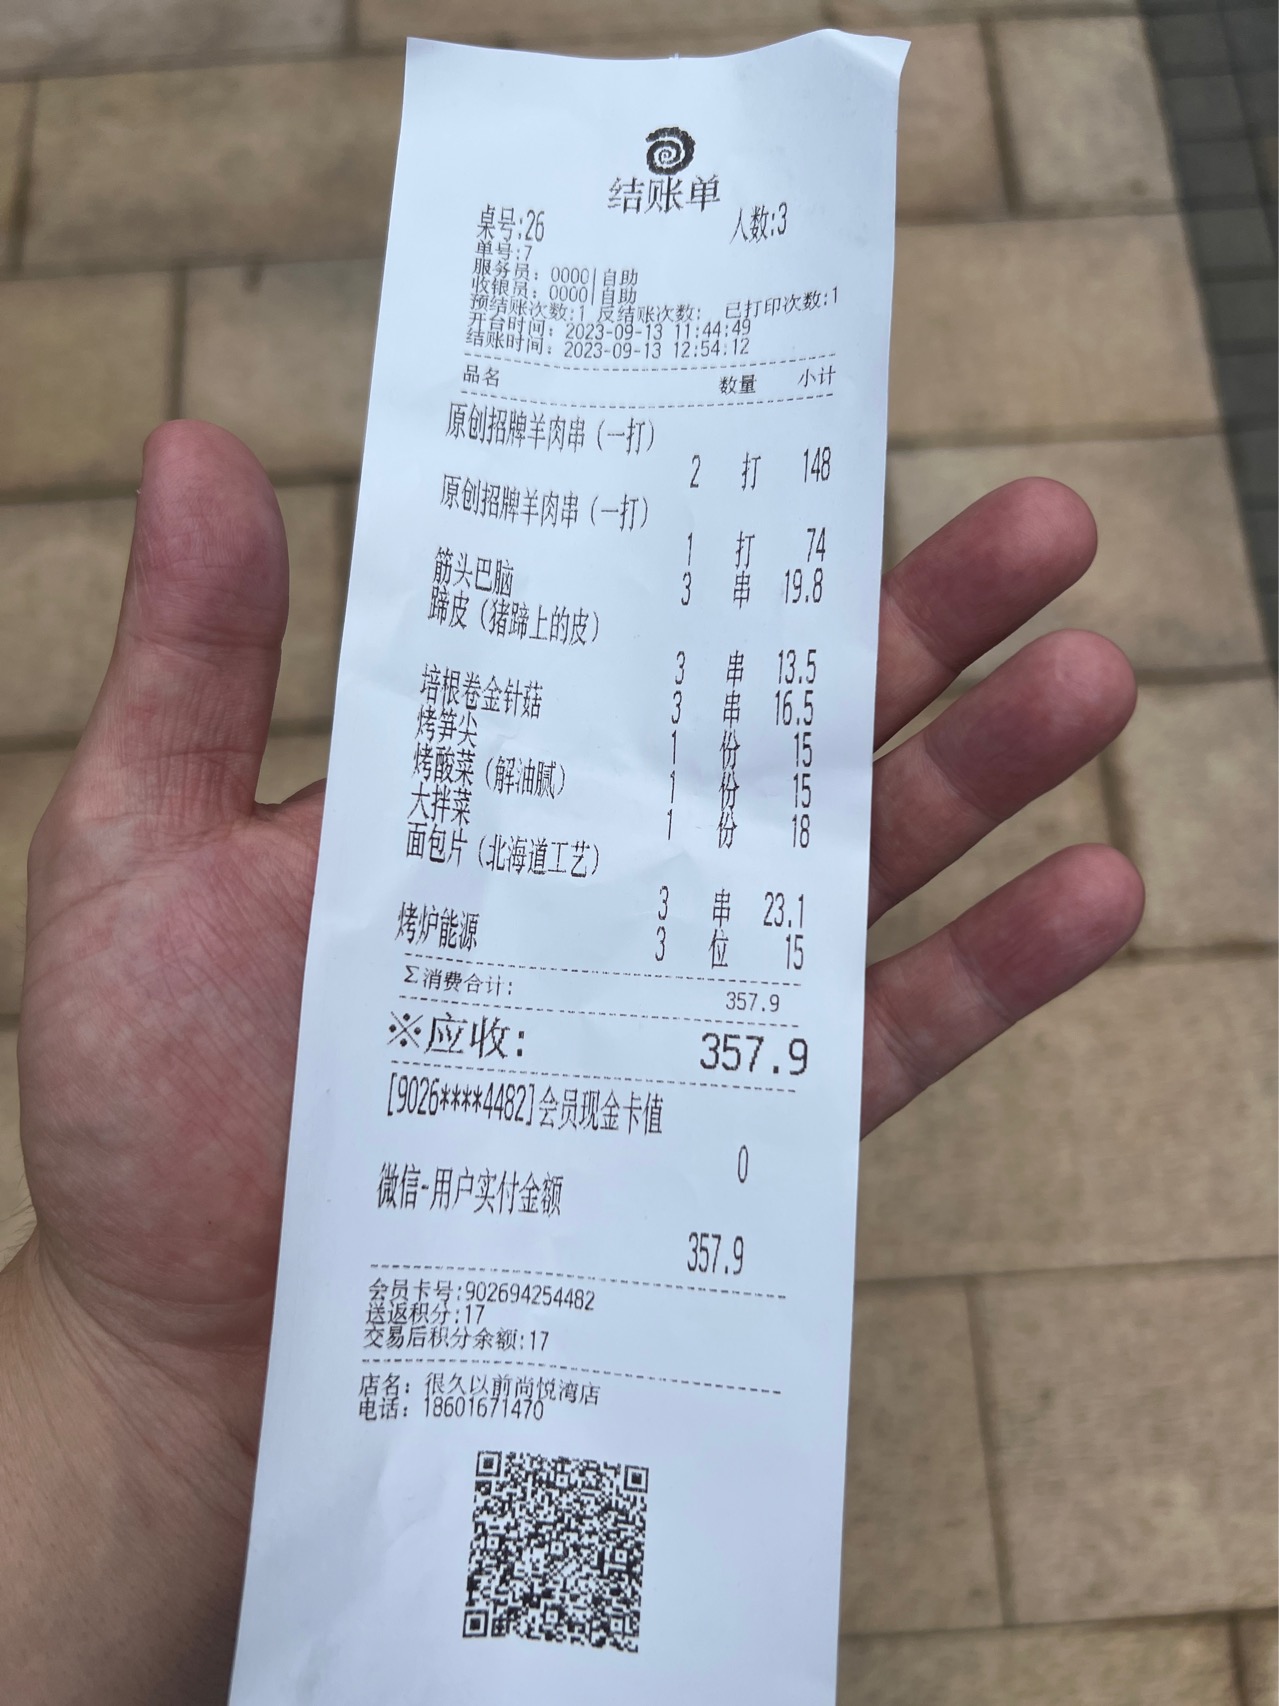 结账单
桌号:26 人数:3
单号:7
服务员: 0000|自助
收银员: 0000|自助
预结账次数:1 反结账次数: 已打印次数:1
开台时间: 2023-09-13 11:44:49
结账时间: 2023-09-13 12:54:12
品名 数量 小计
原创招牌羊肉串(一打)
2 打 148
原创招牌羊肉串(一打)
1 打 74
筋头巴脑 3 串 19.8
蹄皮(猪蹄上的皮)
3 串 13.5
培根卷金针菇 3 串 16.5
烤笋尖 1 份 15
烤酸菜(解油腻) 1 份 15
大拌菜 1 份 18
面包片(北海道工艺)
3 串 23.1
烤炉能源 3 位 15
Σ消费合计: 357.9
※应收: 357.9
[9026****4482]会员现金卡值
0
微信-用户实付金额
357.9
会员卡号:902694254482
送返积分:17
交易后积分余额:17
店名: 很久以前尚悦湾店
电话: 18601671470